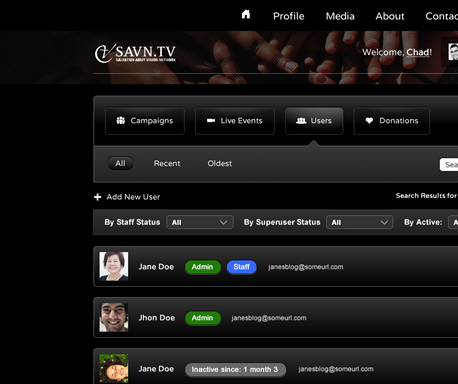 Profile Media About Contac
SAVN.TV
SALVATION ARMY VISION NETWORK
Welcome, Chad!
Campaigns Live Events Users Donations
All Recent Oldest Sea
Add New User Search Results for
By Staff Status All By Superuser Status All By Active: A
Jane Doe Admin Staff janesblog@someurl.com
Jhon Doe Admin janesblog@someurl.com
Jane Doe Inactive since: 1 month 3 janesblog@someurl.com